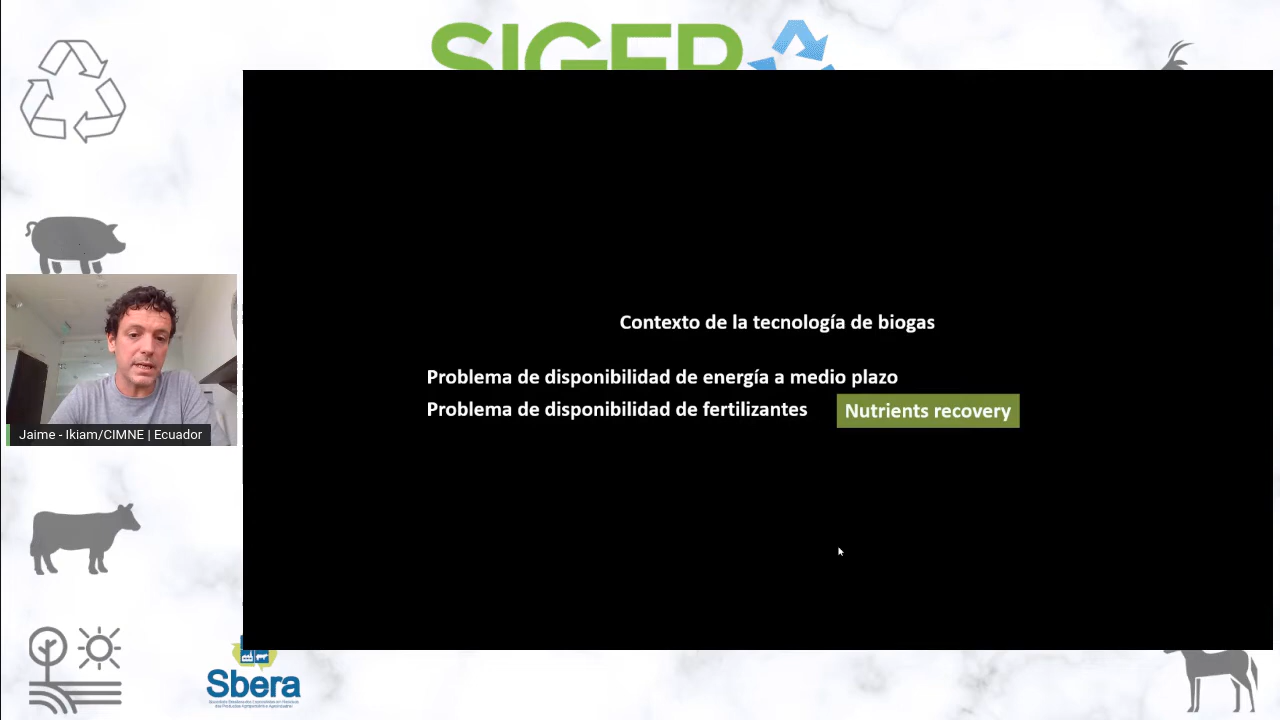 SIGER
Contexto de la tecnología de biogas
Problema de disponibilidad de energía a medio plazo
Problema de disponibilidad de fertilizantes
Nutrients recovery
Jaime - Ikiam/CIMNE | Ecuador
Sbera